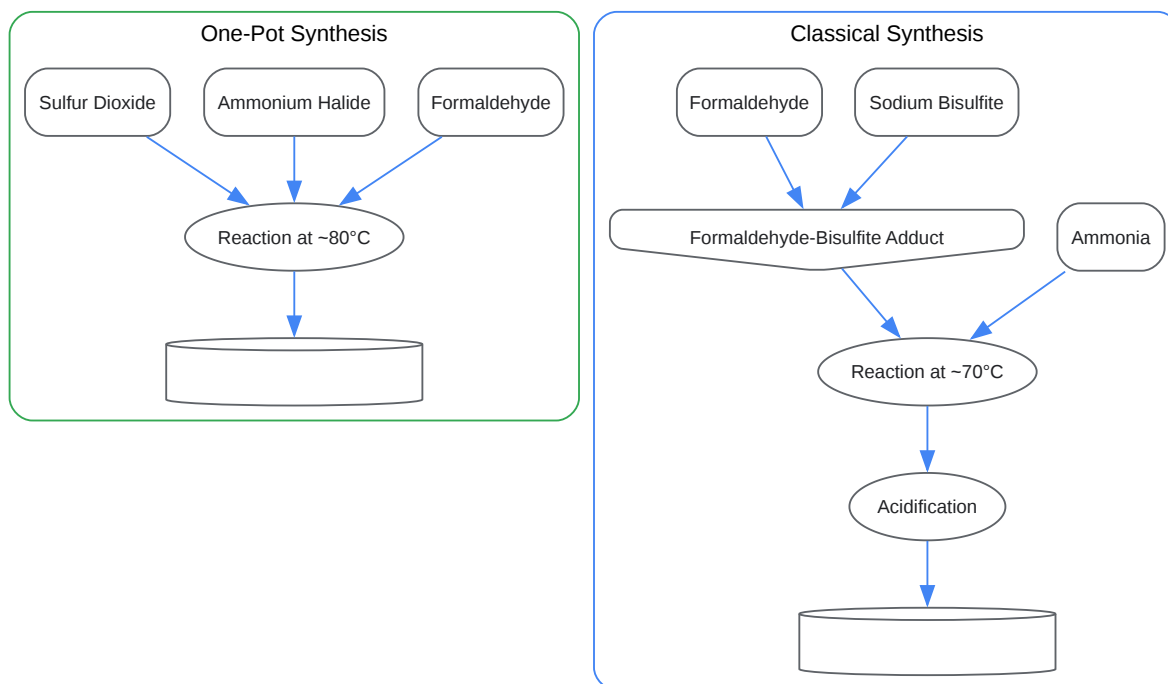 One-Pot Synthesis
Sulfur Dioxide
Ammonium Halide
Formaldehyde
Reaction at ~80°C
Classical Synthesis
Formaldehyde
Sodium Bisulfite
Formaldehyde-Bisulfite Adduct
Ammonia
Reaction at ~70°C
Acidification